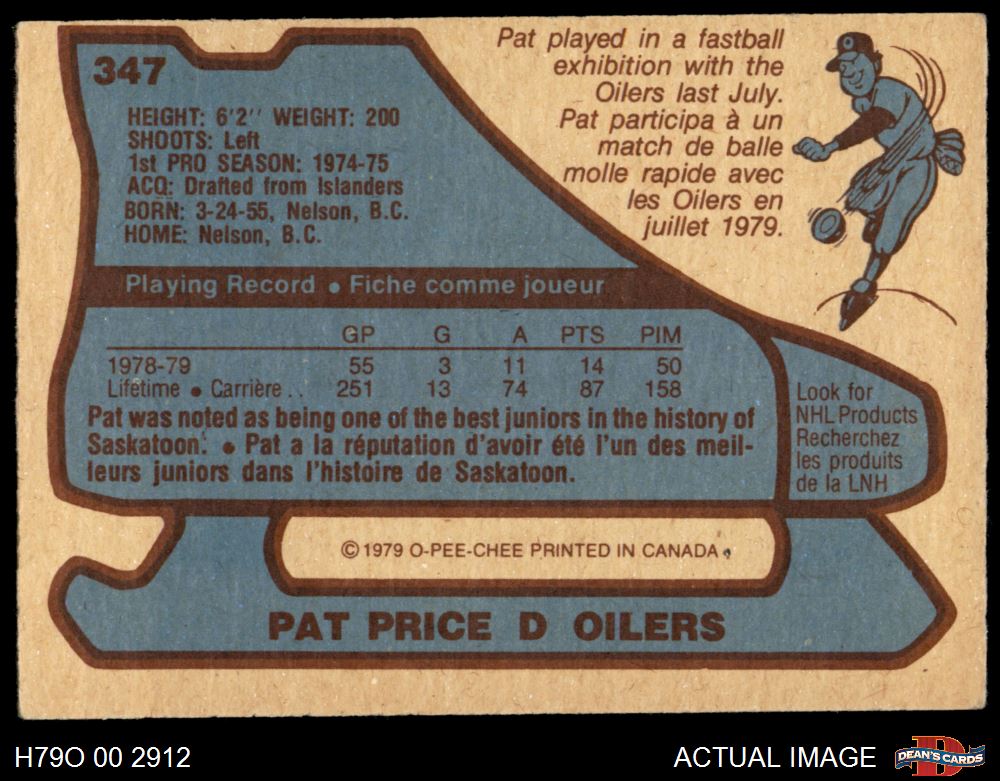 347
HEIGHT: 6'2'' WEIGHT: 200
SHOOTS: Left
1st PRO SEASON: 1974-75
ACQ: Drafted from Islanders
BORN: 3-24-55, Nelson, B.C.
HOME: Nelson, B.C.
Pat played in a fastball
exhibition with the
Oilers last July.
Pat participa à un
match de balle
molle rapide avec
les Oilers en
juillet 1979.
Playing Record • Fiche comme joueur
GP G A PTS PIM
1978-79 55 3 11 14 50
Lifetime • Carrière . . 251 13 74 87 158
Pat was noted as being one of the best juniors in the history of
Saskatoon. • Pat a la réputation d'avoir été l'un des meil-
leurs juniors dans l'histoire de Saskatoon.
Look for
NHL Products
Recherchez
les produits
de la LNH
© 1979 O-PEE-CHEE PRINTED IN CANADA
PAT PRICE D OILERS
H79O 00 2912
ACTUAL IMAGE
DEAN'S CARDS